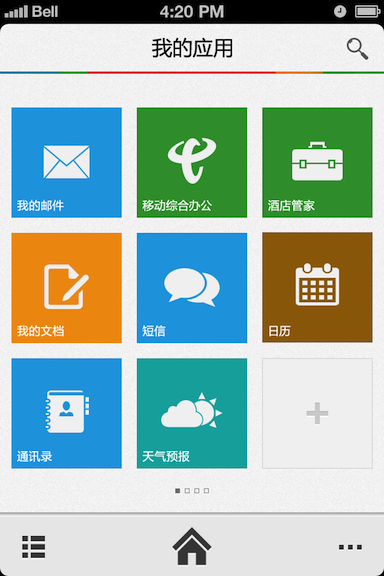 Bell
4:20 PM
我的应用
我的邮件
移动综合办公
酒店管家
我的文档
短信
日历
通讯录
天气预报